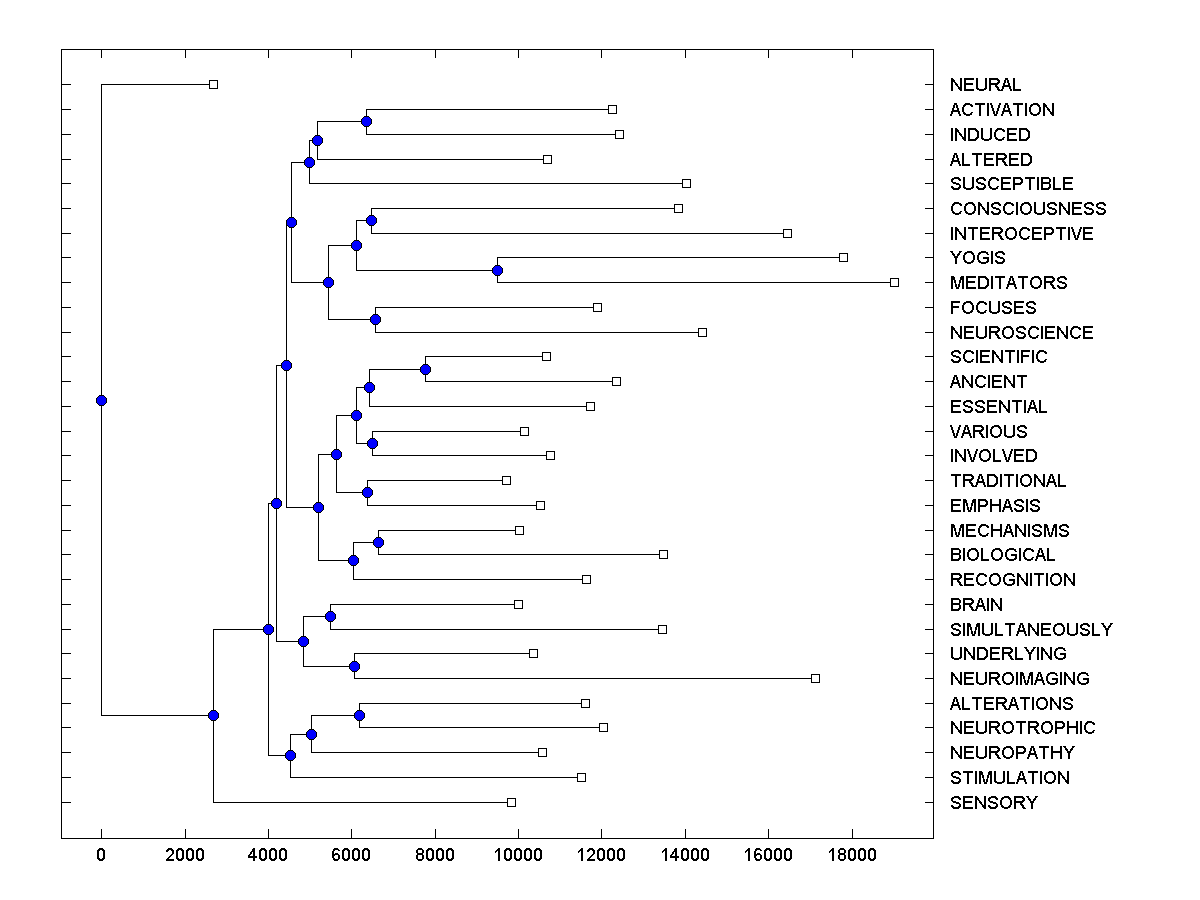 NEURAL
ACTIVATION
INDUCED
ALTERED
SUSCEPTIBLE
CONSCIOUSNESS
INTEROCEPTIVE
YOGIS
MEDITATORS
FOCUSES
NEUROSCIENCE
SCIENTIFIC
ANCIENT
ESSENTIAL
VARIOUS
INVOLVED
TRADITIONAL
EMPHASIS
MECHANISMS
BIOLOGICAL
RECOGNITION
BRAIN
SIMULTANEOUSLY
UNDERLYING
NEUROIMAGING
ALTERATIONS
NEUROTROPHIC
NEUROPATHY
STIMULATION
SENSORY
0 2000 4000 6000 8000 10000 12000 14000 16000 18000